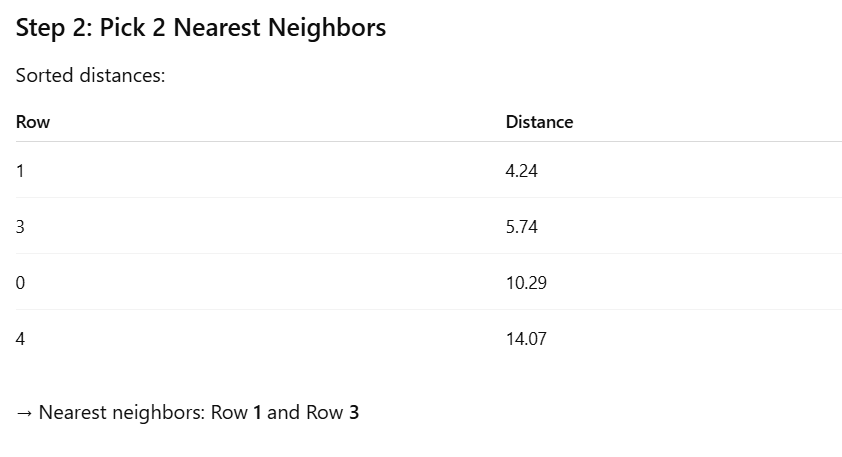 Step 2: Pick 2 Nearest Neighbors
Sorted distances:
Row Distance
1 4.24
3 5.74
0 10.29
4 14.07
→ Nearest neighbors: Row 1 and Row 3